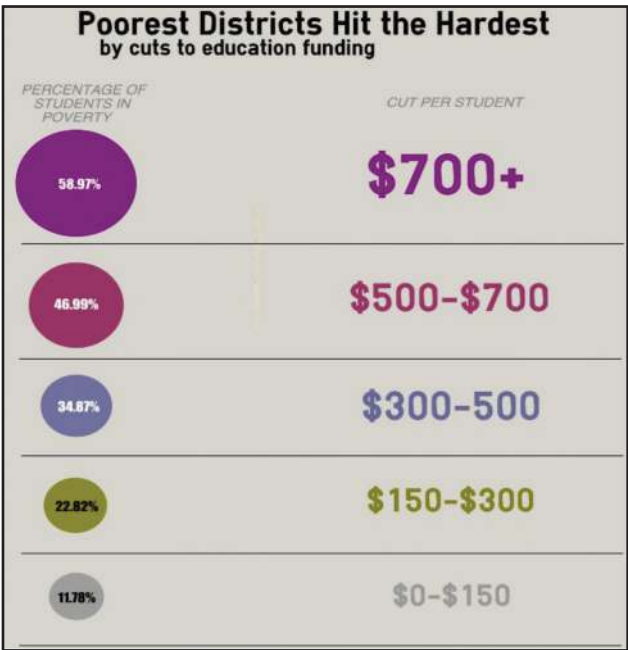 Poorest Districts Hit the Hardest
by cuts to education funding
PERCENTAGE OF
STUDENTS IN
POVERTY
CUT PER STUDENT
58.97%
$700+
46.99%
$500-$700
34.87%
$300-500
22.82%
$150-$300
11.78%
$0-$150